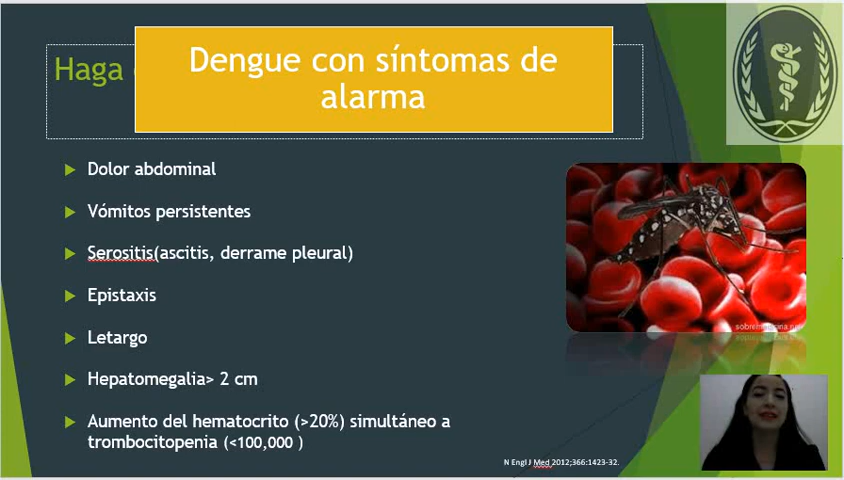 Haga
Dengue con síntomas de
alarma
Dolor abdominal
Vómitos persistentes
Serositis(ascitis, derrame pleural)
Epistaxis
Letargo
Hepatomegalia> 2 cm
Aumento del hematocrito (>20%) simultáneo a
trombocitopenia (<100,000 )
N Engl J Med 2012;366:1423-32.